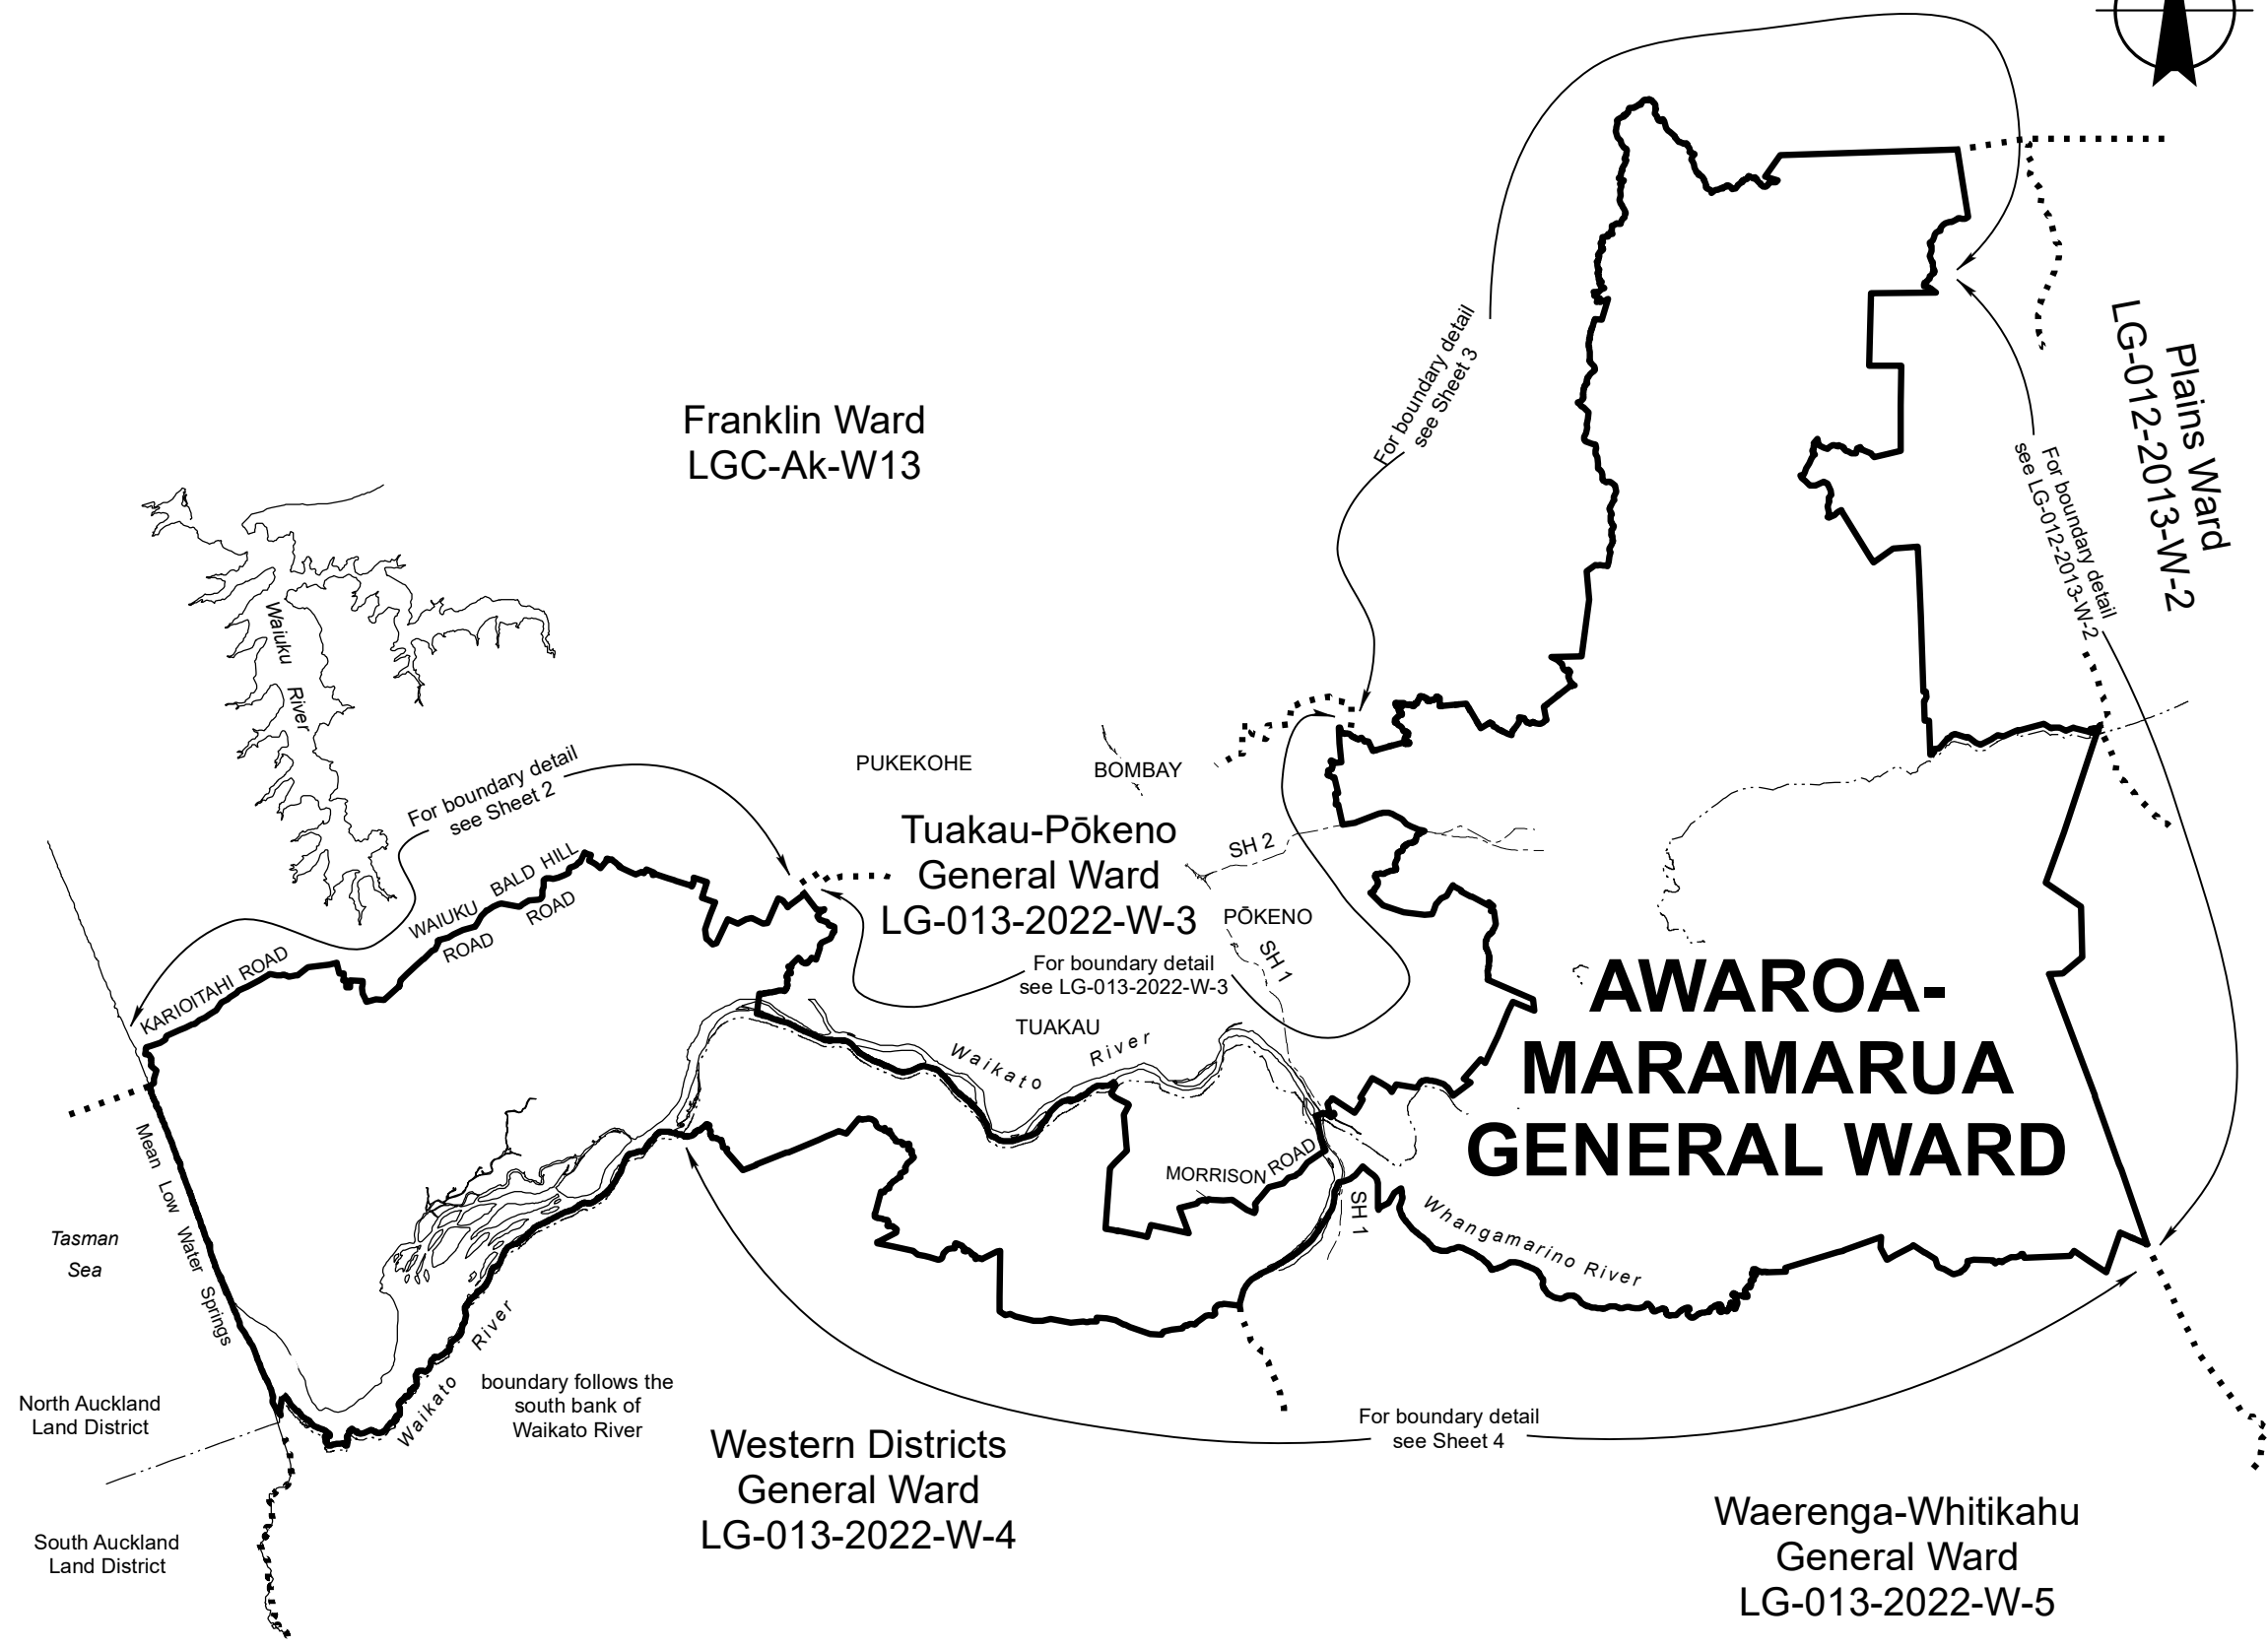 Franklin Ward
LGC-Ak-W13
For boundary detail
see Sheet 3
Plains Ward
LG-012-2013-W-2
For boundary detail
see LG-012-2013-W-2
Waiuku
River
For boundary detail
see Sheet 2
PUKEKOHE
BOMBAY
Tuakau-Pōkeno
General Ward
LG-013-2022-W-3
SH 2
PŌKENO
SH 1
For boundary detail
see LG-013-2022-W-3
TUAKAU
KARIOITAHI ROAD
WAIUKU
ROAD
BALD HILL
ROAD
Waikato River
AWAROA-
MARAMARUA
GENERAL WARD
MORRISON ROAD
SH 1
Whangamarino River
Mean Low Water Springs
Tasman
Sea
Waikato River
boundary follows the
south bank of
Waikato River
North Auckland
Land District
South Auckland
Land District
Western Districts
General Ward
LG-013-2022-W-4
For boundary detail
see Sheet 4
Waerenga-Whitikahu
General Ward
LG-013-2022-W-5